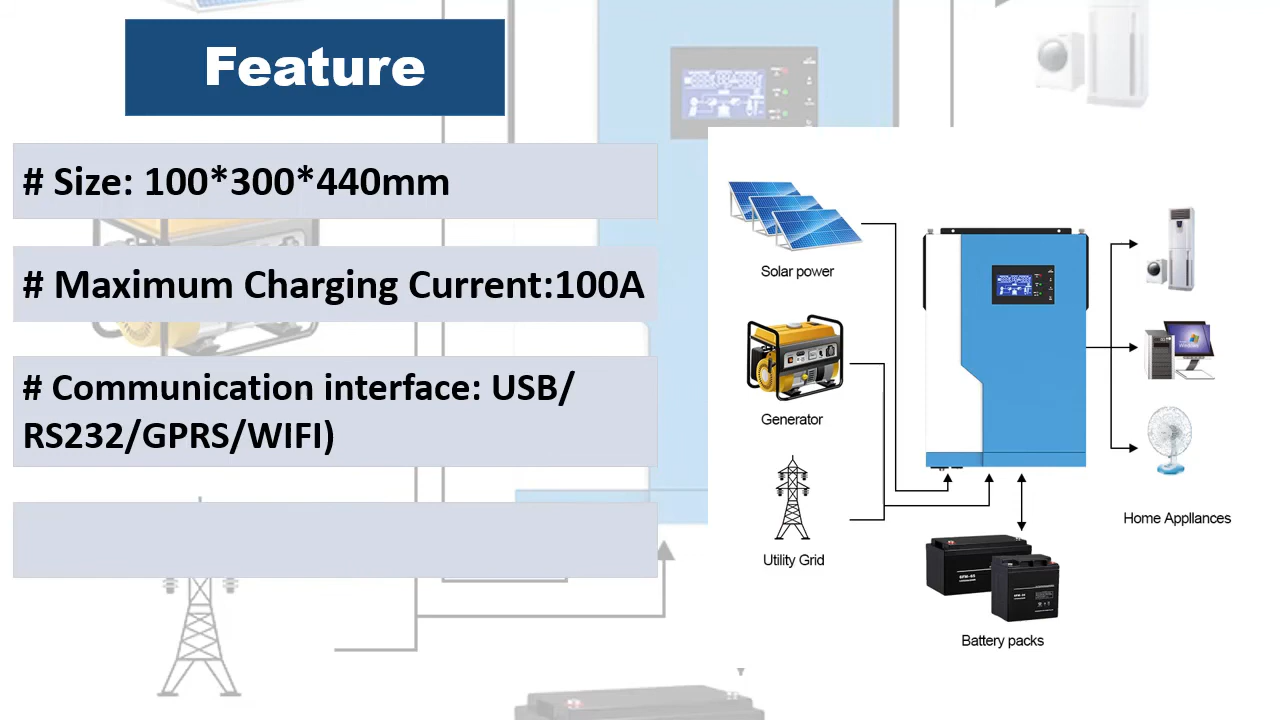 Feature
# Size: 100*300*440mm
# Maximum Charging Current:100A
# Communication interface: USB/
RS232/GPRS/WIFI)
Solar power
Generator
Utility Grid
Home Appllances
Battery packs